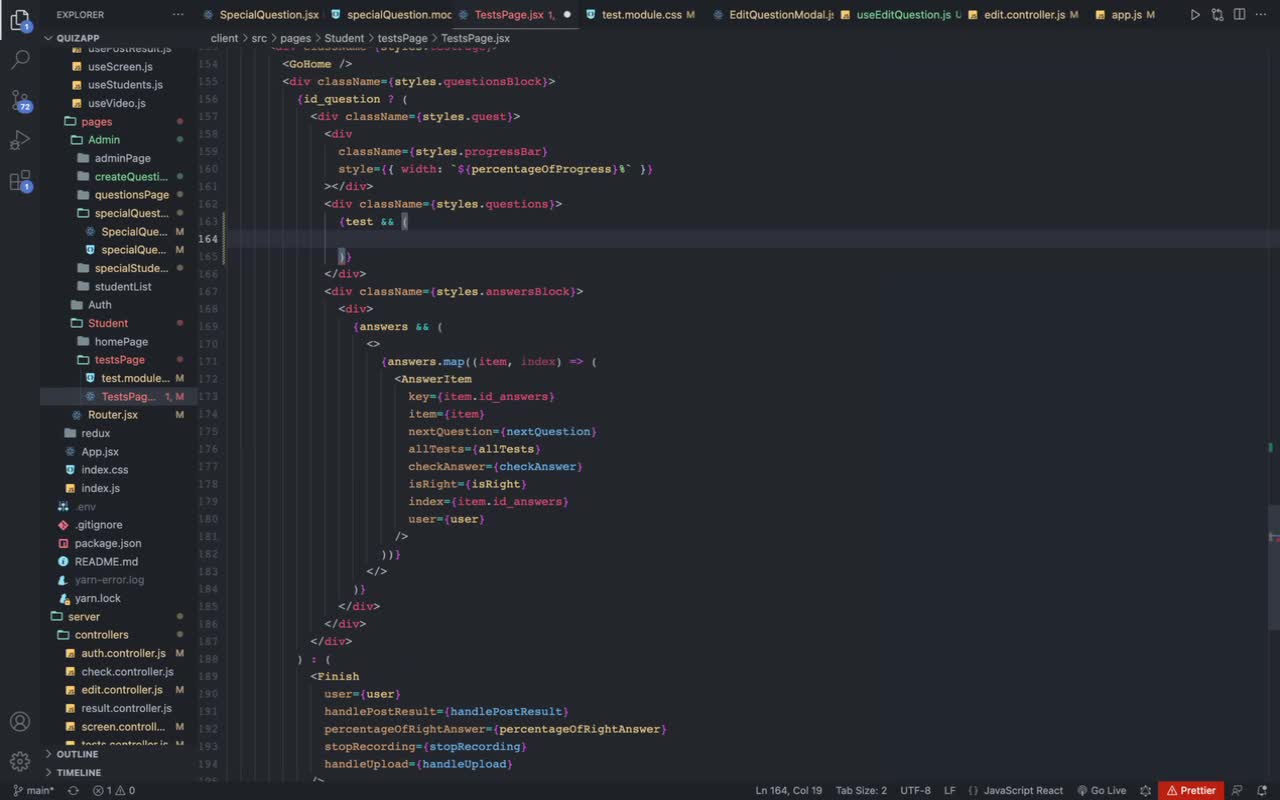 EXPLORER
SpecialQuestion.jsx
specialQuestion.moc
TestsPage.jsx 1,
test.module.css M
EditQuestionModal.j
useEditQuestion.js U
edit.controller.js M
app.js M
QUIZAPP
client > src > pages > Student > testsPage > TestsPage.jsx
usePostResult.js
useScreen.js
useStudents.js
useVideo.js
pages
Admin
adminPage
createQuesti...
questionsPage
specialQuest...
SpecialQue... M
specialQue... M
specialStude...
studentList
Auth
Student
homePage
testsPage
test.module... M
TestsPag... 1, M
Router.jsx M
redux
App.jsx
index.css
index.js
.env
.gitignore
package.json
README.md
yarn-error.log
yarn.lock
server
controllers
auth.controller.js M
check.controller.js
edit.controller.js M
result.controller.js
screen.controll... M
tests.controller.js M
OUTLINE
TIMELINE
72
1
1
153 <div className={styles.testPage}>
154 <GoHome />
155 <div className={styles.questionsBlock}>
156 {id_question ? (
157 <div className={styles.quest}>
158 <div
159 className={styles.progressBar}
160 style={{ width: `${percentageOfProgress}%` }}
161 ></div>
162 <div className={styles.questions}>
163 {test && (
164
165 )}
166 </div>
167 <div className={styles.answersBlock}>
168 <div>
169 {answers && (
170 <>
171 {answers.map((item, index) => (
172 <AnswerItem
173 key={item.id_answers}
174 item={item}
175 nextQuestion={nextQuestion}
176 allTests={allTests}
177 checkAnswer={checkAnswer}
178 isRight={isRight}
179 index={item.id_answers}
180 user={user}
181 />
182 ))}
183 </>
184 )}
185 </div>
186 </div>
187 </div>
188 ) : (
189 <Finish
190 user={user}
191 handlePostResult={handlePostResult}
192 percentageOfRightAnswer={percentageOfRightAnswer}
193 stopRecording={stopRecording}
194 handleUpload={handleUpload}
195 />
main*
1 0
Ln 164, Col 19
Tab Size: 2
UTF-8
LF
{} JavaScript React
Go Live
Prettier